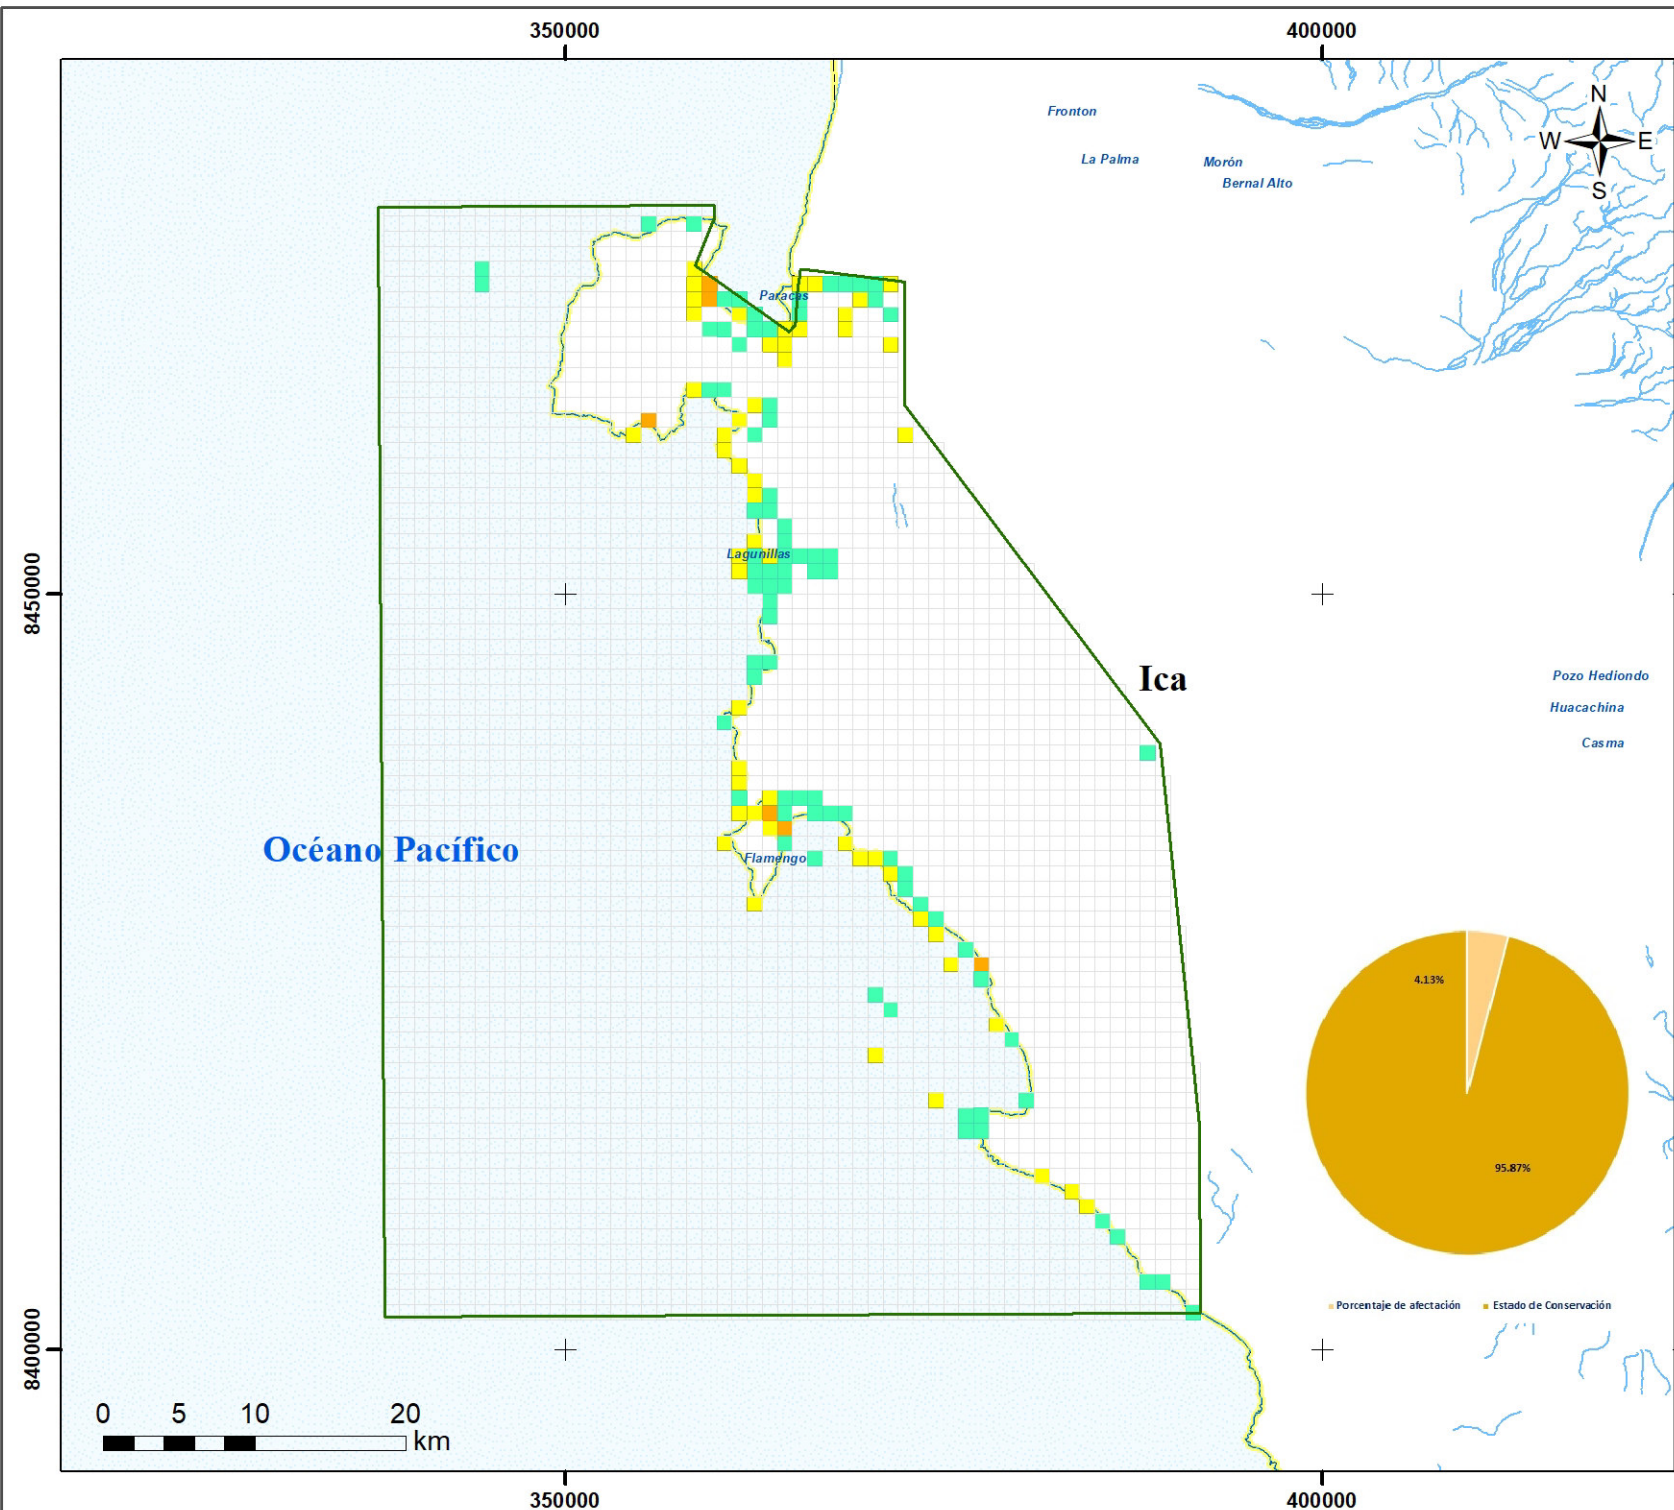 350000
400000
N
W
E
S
Fronton
La Palma
Morón
Bernal Alto
Paracas
8450000
Lagunillas
Ica
Pozo Hediondo
Huacachina
Casma
Océano Pacífico
Flamengo
4.13%
95.87%
Porcentaje de afectación
Estado de Conservación
8400000
0 5 10 20
km
350000
400000